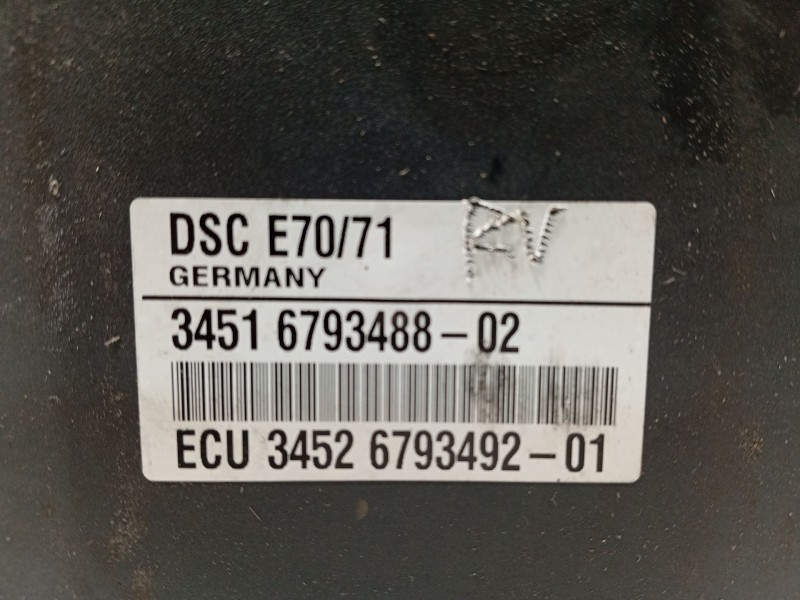 DSC E70/71
GERMANY
3451 6793488-02
ECU 3452 6793492-01